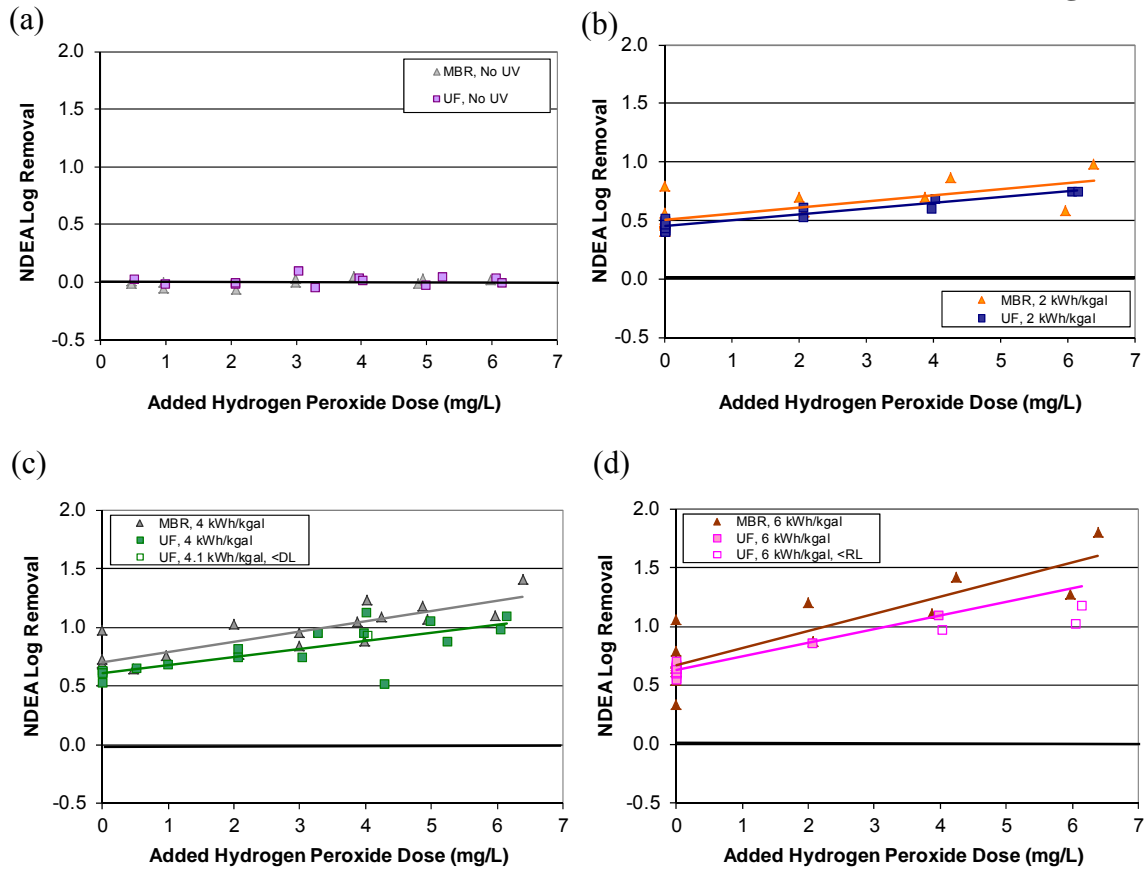 (a)
2.0
1.5
1.0
0.5
0.0
-0.5
NDEA Log Removal
MBR, No UV
UF, No UV
0 1 2 3 4 5 6 7
Added Hydrogen Peroxide Dose (mg/L)
(b)
2.0
1.5
1.0
0.5
0.0
-0.5
NDEA Log Removal
MBR, 2 kWh/kgal
UF, 2 kWh/kgal
0 1 2 3 4 5 6 7
Added Hydrogen Peroxide Dose (mg/L)
(c)
2.0
1.5
1.0
0.5
0.0
-0.5
NDEA Log Removal
MBR, 4 kWh/kgal
UF, 4 kWh/kgal
UF, 4.1 kWh/kgal, <DL
0 1 2 3 4 5 6 7
Added Hydrogen Peroxide Dose (mg/L)
(d)
2.0
1.5
1.0
0.5
0.0
-0.5
NDEA Log Removal
MBR, 6 kWh/kgal
UF, 6 kWh/kgal
UF, 6 kWh/kgal, <RL
0 1 2 3 4 5 6 7
Added Hydrogen Peroxide Dose (mg/L)